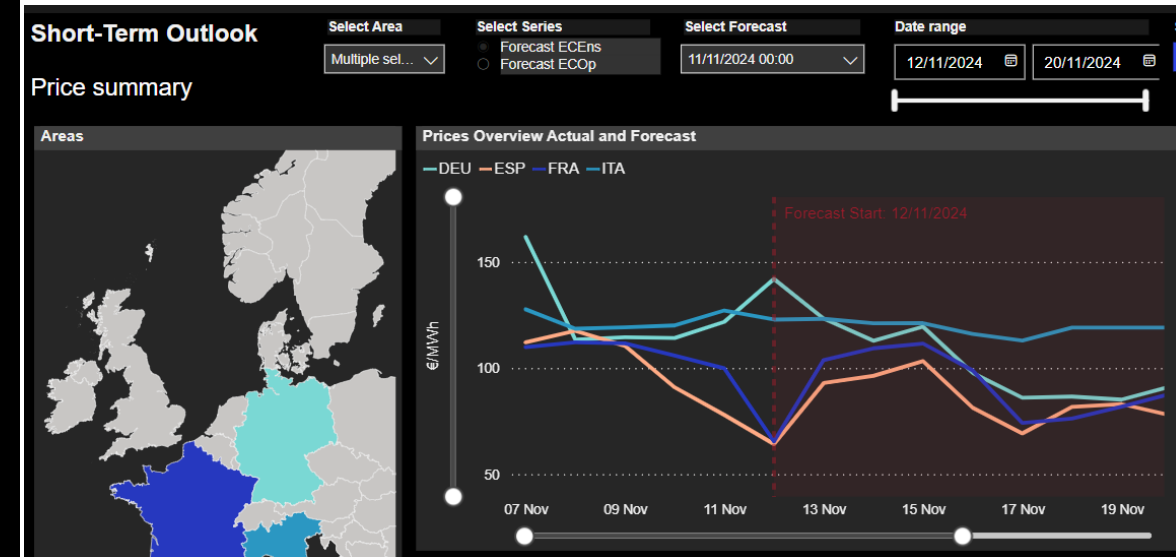 Short-Term Outlook
Select Area
Select Series
Select Forecast
Date range
Multiple sel...
Forecast ECEns
Forecast ECOp
11/11/2024 00:00
12/11/2024
20/11/2024
Price summary
Areas
Prices Overview Actual and Forecast
DEU ESP FRA ITA
Forecast Start: 12/11/2024
150
100
50
€/MWh
07 Nov 09 Nov 11 Nov 13 Nov 15 Nov 17 Nov 19 Nov